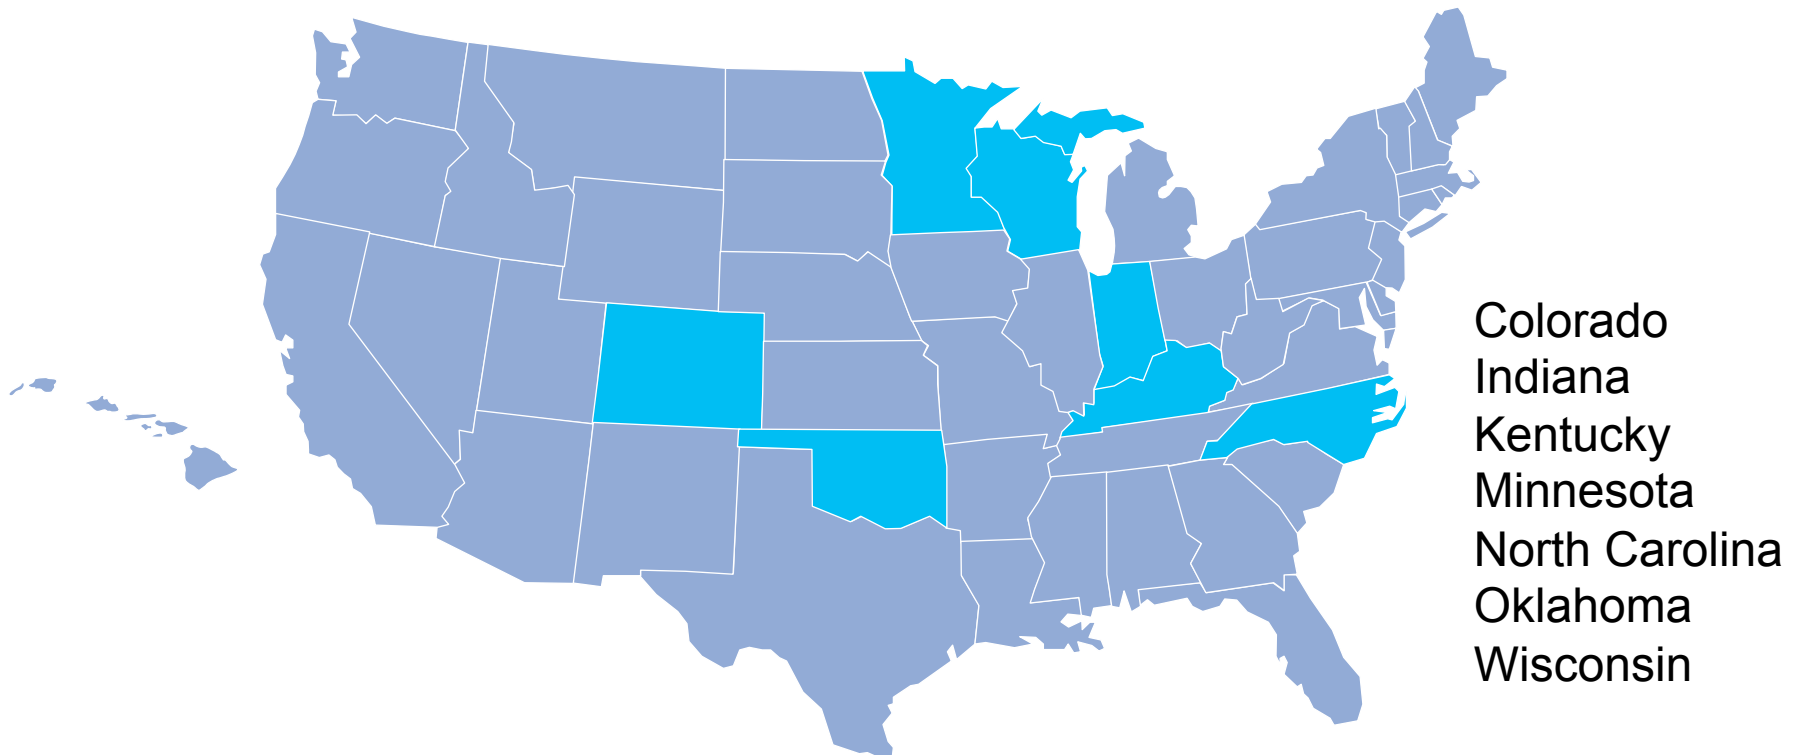 Colorado
Indiana
Kentucky
Minnesota
North Carolina
Oklahoma
Wisconsin